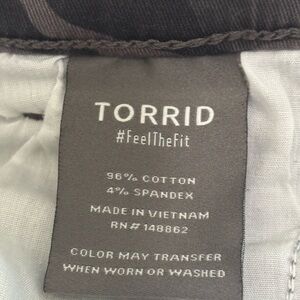 TORRID
#FeelTheFit
96% COTTON
4% SPANDEX
MADE IN VIETNAM
RN# 148862
COLOR MAY TRANSFER
WHEN WORN OR WASHED